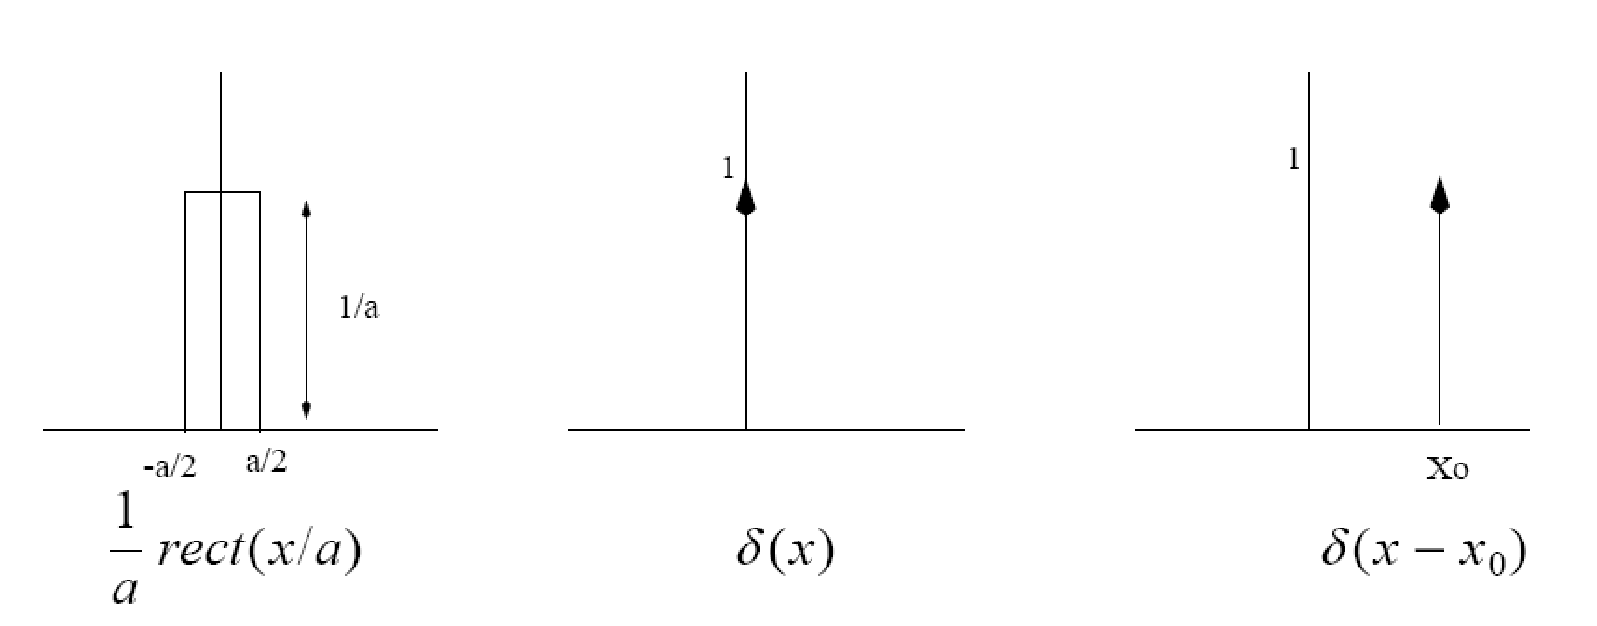 1
1
1/a
-a/2 a/2
xo
1/a rect(x/a)
δ(x)
δ(x − x₀)